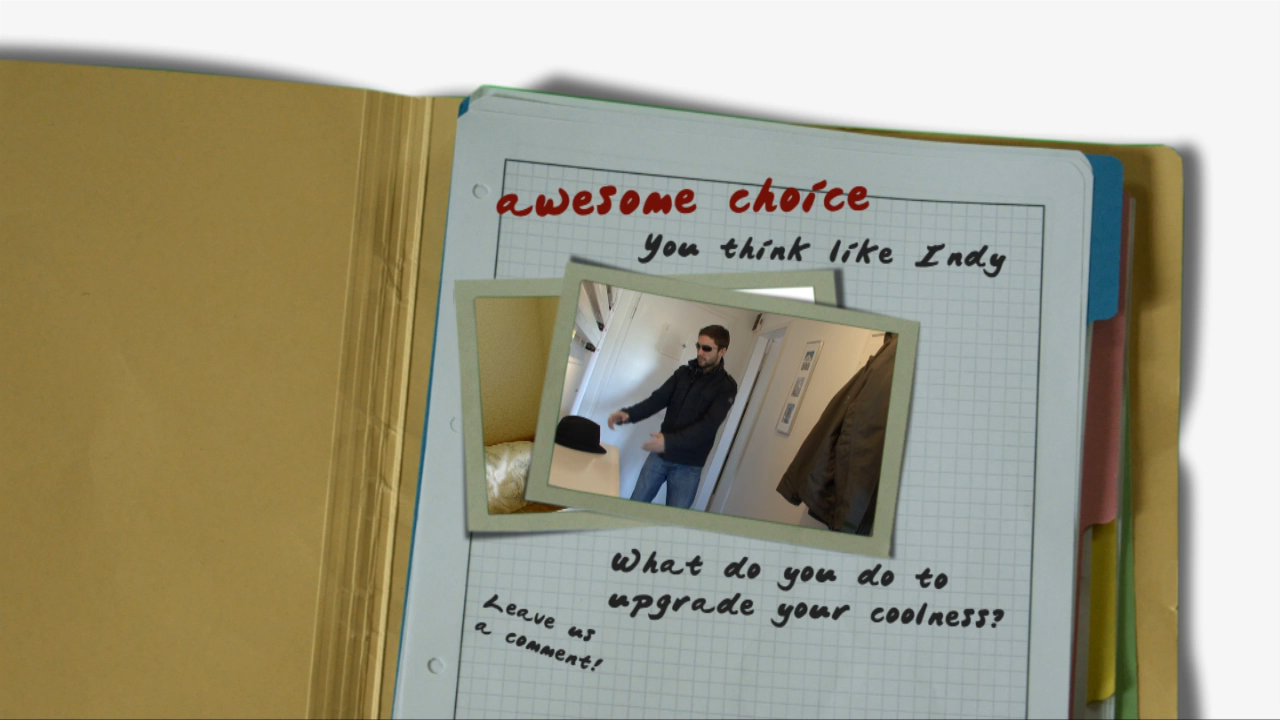 awesome choice
You think like Indy
What do you do to
upgrade your coolness?
Leave us
a comment!